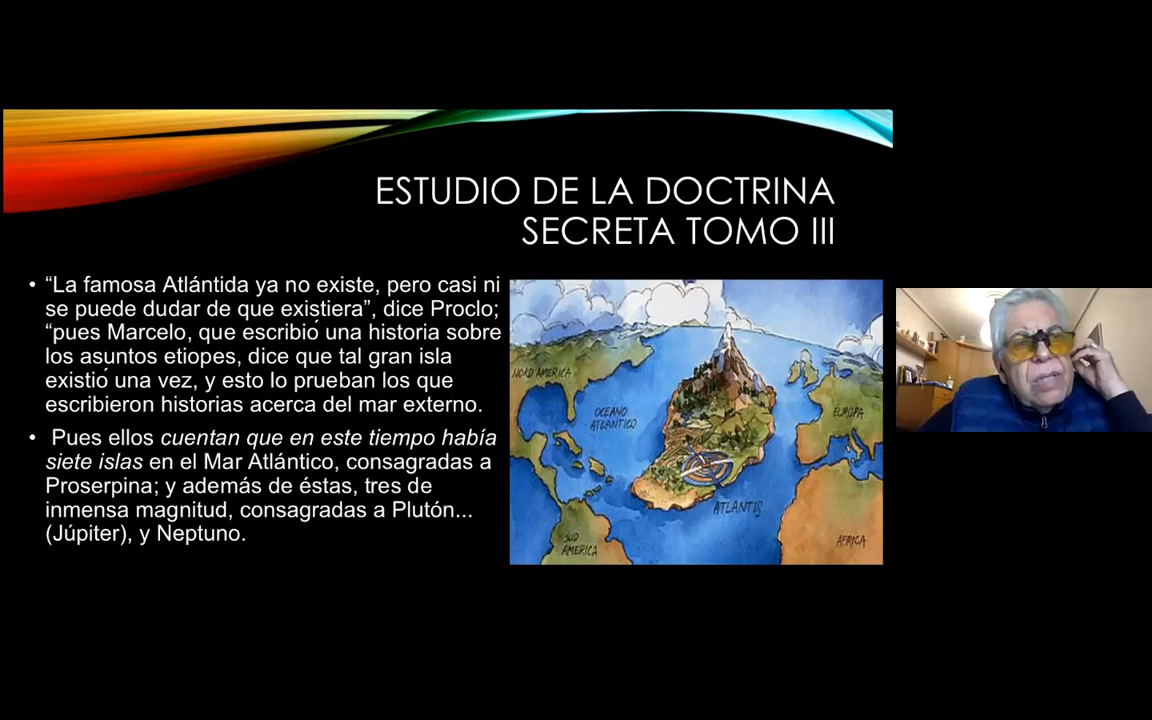 ESTUDIO DE LA DOCTRINA
SECRETA TOMO III
• “La famosa Atlántida ya no existe, pero casi ni
se puede dudar de que existiera”, dice Proclo;
“pues Marcelo, que escribió una historia sobre
los asuntos etiopes, dice que tal gran isla
existió una vez, y esto lo prueban los que
escribieron historias acerca del mar externo.
• Pues ellos cuentan que en este tiempo había
siete islas en el Mar Atlántico, consagradas a
Proserpina; y además de éstas, tres de
inmensa magnitud, consagradas a Plutón...
(Júpiter), y Neptuno.
NORD AMERICA
OCEANO
ATLANTICO
EUROPA
ATLANTIS
SUD
AMERICA
AFRICA